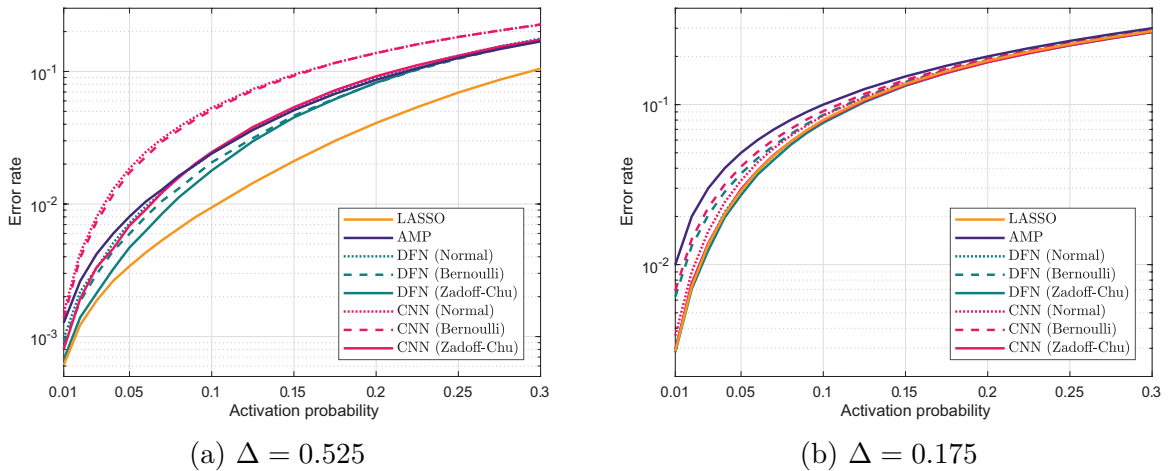 10^-1
10^-2
10^-3
Error rate
LASSO
AMP
DFN (Normal)
DFN (Bernoulli)
DFN (Zadoff-Chu)
CNN (Normal)
CNN (Bernoulli)
CNN (Zadoff-Chu)
0.01 0.05 0.1 0.15 0.2 0.25 0.3
Activation probability
(a) Δ = 0.525
10^-1
10^-2
Error rate
LASSO
AMP
DFN (Normal)
DFN (Bernoulli)
DFN (Zadoff-Chu)
CNN (Normal)
CNN (Bernoulli)
CNN (Zadoff-Chu)
0.01 0.05 0.1 0.15 0.2 0.25 0.3
Activation probability
(b) Δ = 0.175